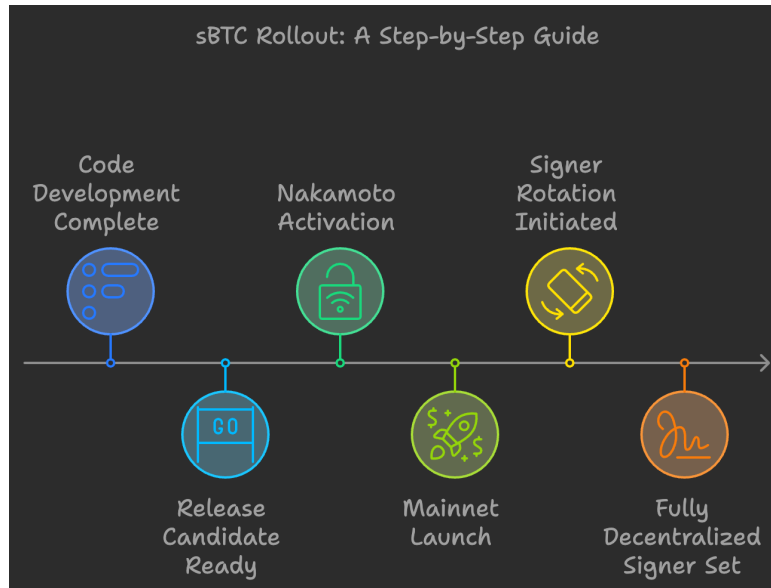 sBTC Rollout: A Step-by-Step Guide
Code
Development
Complete
Nakamoto
Activation
Signer
Rotation
Initiated
GO
$
$
Release
Candidate
Ready
Mainnet
Launch
Fully
Decentralized
Signer Set